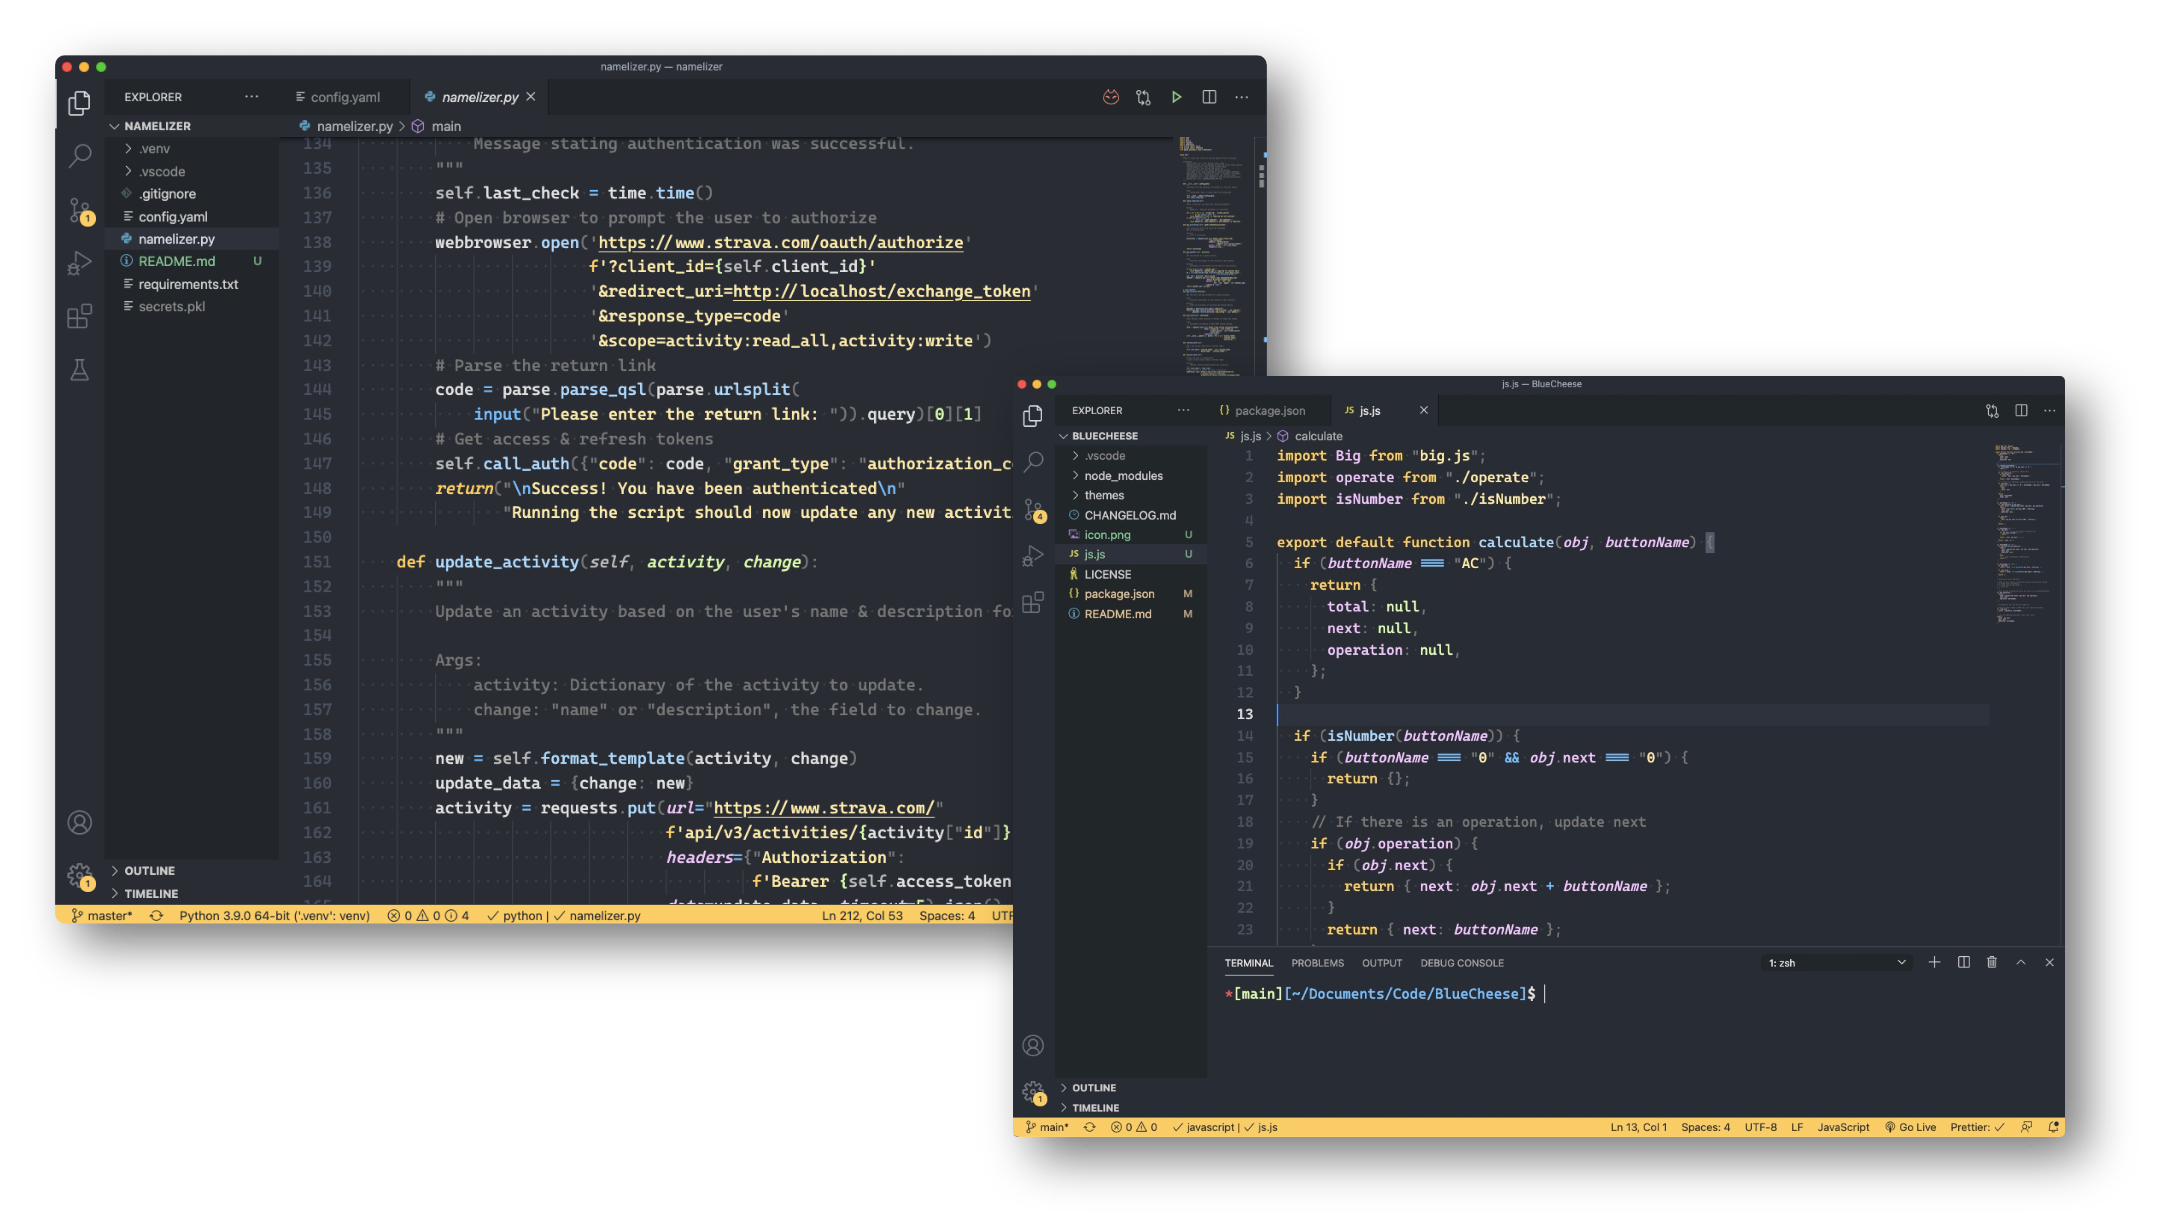 namelizer.py — namelizer
EXPLORER
config.yaml
namelizer.py
NAMELIZER
namelizer.py > main
.venv
.vscode
.gitignore
config.yaml
namelizer.py
README.md U
requirements.txt
secrets.pkl
OUTLINE
TIMELINE
134 Message stating authentication was successful.
135 """
136 self.last_check = time.time()
137 # Open browser to prompt the user to authorize
138 webbrowser.open('https://www.strava.com/oauth/authorize'
139 f'?client_id={self.client_id}'
140 '&redirect_uri=http://localhost/exchange_token'
141 '&response_type=code'
142 '&scope=activity:read_all,activity:write')
143 # Parse the return link
144 code = parse.parse_qsl(parse.urlsplit(
145 input("Please enter the return link: ")).query)[0][1]
146 # Get access & refresh tokens
147 self.call_auth({"code": code, "grant_type": "authorization_c
148 return("\nSuccess! You have been authenticated\n"
149 "Running the script should now update any new activit
150
151 def update_activity(self, activity, change):
152 """
153 Update an activity based on the user's name & description fo
154
155 Args:
156 activity: Dictionary of the activity to update.
157 change: "name" or "description", the field to change.
158 """
159 new = self.format_template(activity, change)
160 update_data = {change: new}
161 activity = requests.put(url="https://www.strava.com/"
162 f'api/v3/activities/{activity["id"]}
163 headers={"Authorization":
164 f'Bearer {self.access_token
master* Python 3.9.0 64-bit ('.venv': venv) 0 0 4 python | namelizer.py Ln 212, Col 53 Spaces: 4 UTF
1
1
js.js — BlueCheese
EXPLORER
package.json
JS js.js
BLUECHEESE
JS js.js > calculate
.vscode
node_modules
themes
CHANGELOG.md
icon.png U
JS js.js U
LICENSE
package.json M
README.md M
OUTLINE
TIMELINE
4
1
1 import Big from "big.js";
2 import operate from "./operate";
3 import isNumber from "./isNumber";
4
5 export default function calculate(obj, buttonName) {
6 if (buttonName === "AC") {
7 return {
8 total: null,
9 next: null,
10 operation: null,
11 };
12 }
13
14 if (isNumber(buttonName)) {
15 if (buttonName === "0" && obj.next === "0") {
16 return {};
17 }
18 // If there is an operation, update next
19 if (obj.operation) {
20 if (obj.next) {
21 return { next: obj.next + buttonName };
22 }
23 return { next: buttonName };
TERMINAL PROBLEMS OUTPUT DEBUG CONSOLE 1: zsh
*[main][~/Documents/Code/BlueCheese]$
main* 0 0 javascript | js.js Ln 13, Col 1 Spaces: 4 UTF-8 LF JavaScript Go Live Prettier: ✓